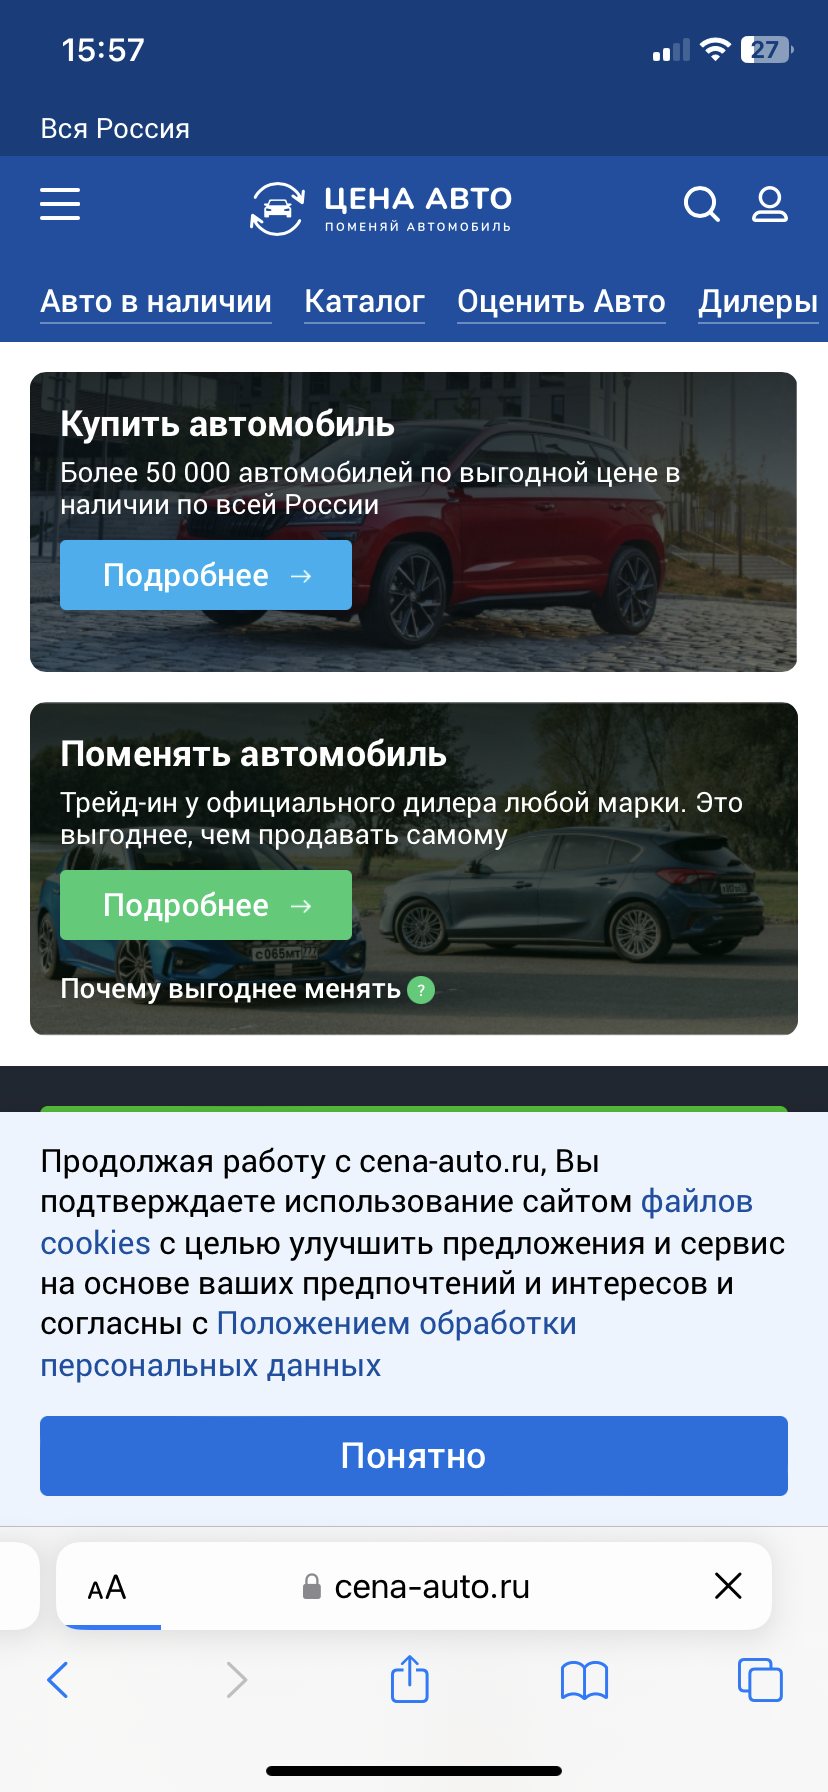 15:57
27
Вся Россия
ЦЕНА АВТО
ПОМЕНЯЙ АВТОМОБИЛЬ
Авто в наличии Каталог Оценить Авто Дилеры
Купить автомобиль
Более 50 000 автомобилей по выгодной цене в
наличии по всей России
Подробнее →
Поменять автомобиль
Трейд-ин у официального дилера любой марки. Это
выгоднее, чем продавать самому
Подробнее →
с065мт 777
Почему выгоднее менять ?
Продолжая работу с cena-auto.ru, Вы
подтверждаете использование сайтом файлов
cookies с целью улучшить предложения и сервис
на основе ваших предпочтений и интересов и
согласны с Положением обработки
персональных данных
Понятно
AA cena-auto.ru